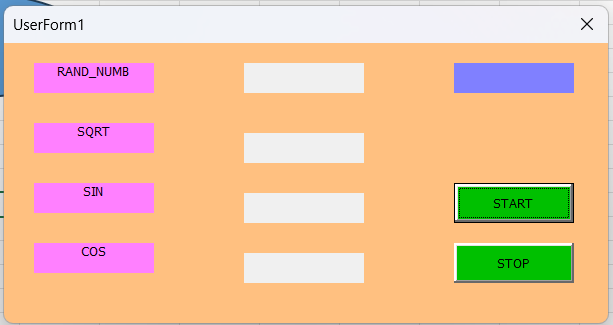 UserForm1
RAND_NUMB
SQRT
SIN
START
COS
STOP